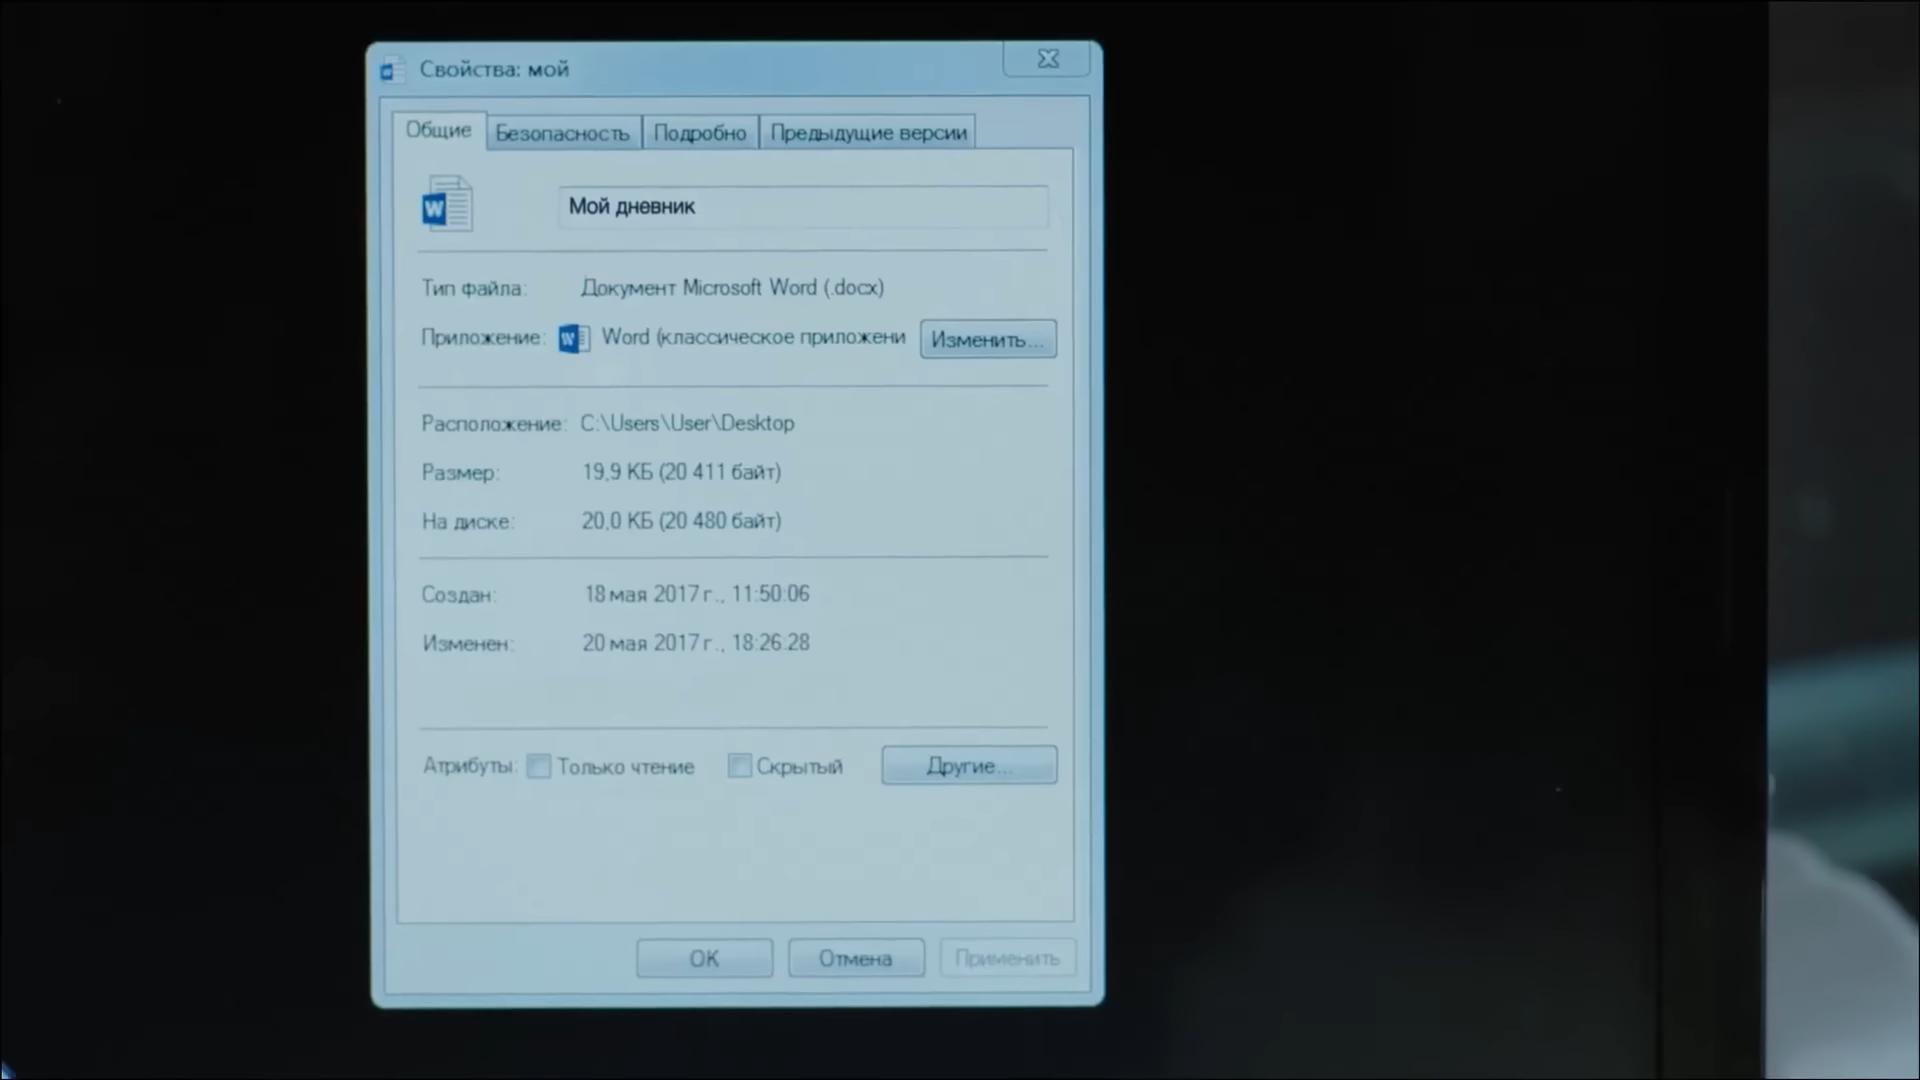 Свойства: мой
Общие Безопасность Подробно Предыдущие версии
Мой дневник
Тип файла: Документ Microsoft Word (.docx)
Приложение: Word (классическое приложени Изменить...
Расположение: C:\Users\User\Desktop
Размер: 19,9 КБ (20 411 байт)
На диске: 20,0 КБ (20 480 байт)
Создан: 18 мая 2017 г., 11:50:06
Изменен: 20 мая 2017 г., 18:26:28
Атрибуты: Только чтение Скрытый Другие...
ОК Отмена Применить